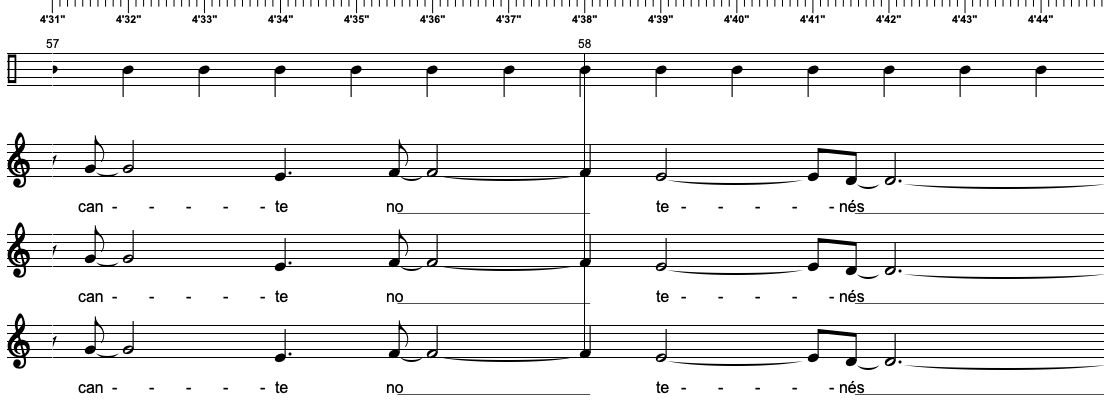 4'31" 4'32" 4'33" 4'34" 4'35" 4'36" 4'37" 4'38" 4'39" 4'40" 4'41" 4'42" 4'43" 4'44"
57 58
can - - - - - te no te - - - - - nés
can - - - - - te no te - - - - - nés
can - - - - - te no te - - - - - nés